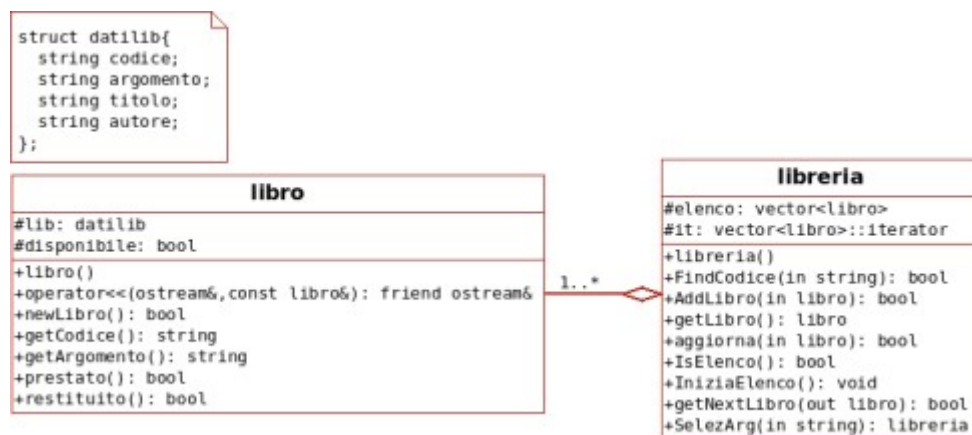 struct datilib{
string codice;
string argomento;
string titolo;
string autore;
};
libro
#lib: datilib
#disponibile: bool
+libro()
+operator<<(ostream&,const libro&): friend ostream&
+newLibro(): bool
+getCodice(): string
+getArgomento(): string
+prestato(): bool
+restituito(): bool
1..*
libreria
#elenco: vector<libro>
#it: vector<libro>::iterator
+libreria()
+FindCodice(in string): bool
+AddLibro(in libro): bool
+getLibro(): libro
+aggiorna(in libro): bool
+IsElenco(): bool
+IniziaElenco(): void
+getNextLibro(out libro): bool
+SelezArg(in string): libreria